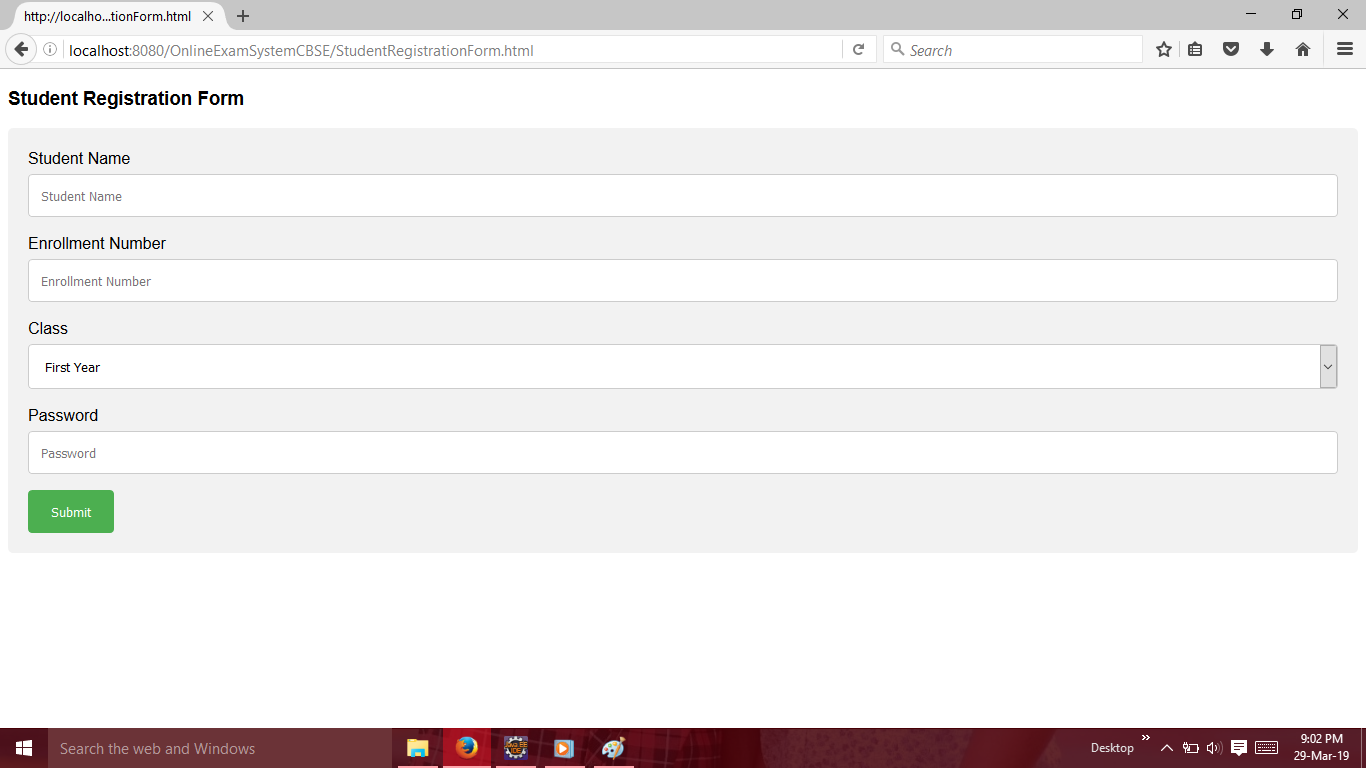 http://localho...tionForm.html
localhost:8080/OnlineExamSystemCBSE/StudentRegistrationForm.html
Search
Student Registration Form
Student Name
Student Name
Enrollment Number
Enrollment Number
Class
First Year
Password
Password
Submit
Search the web and Windows
Desktop
9:02 PM
29-Mar-19